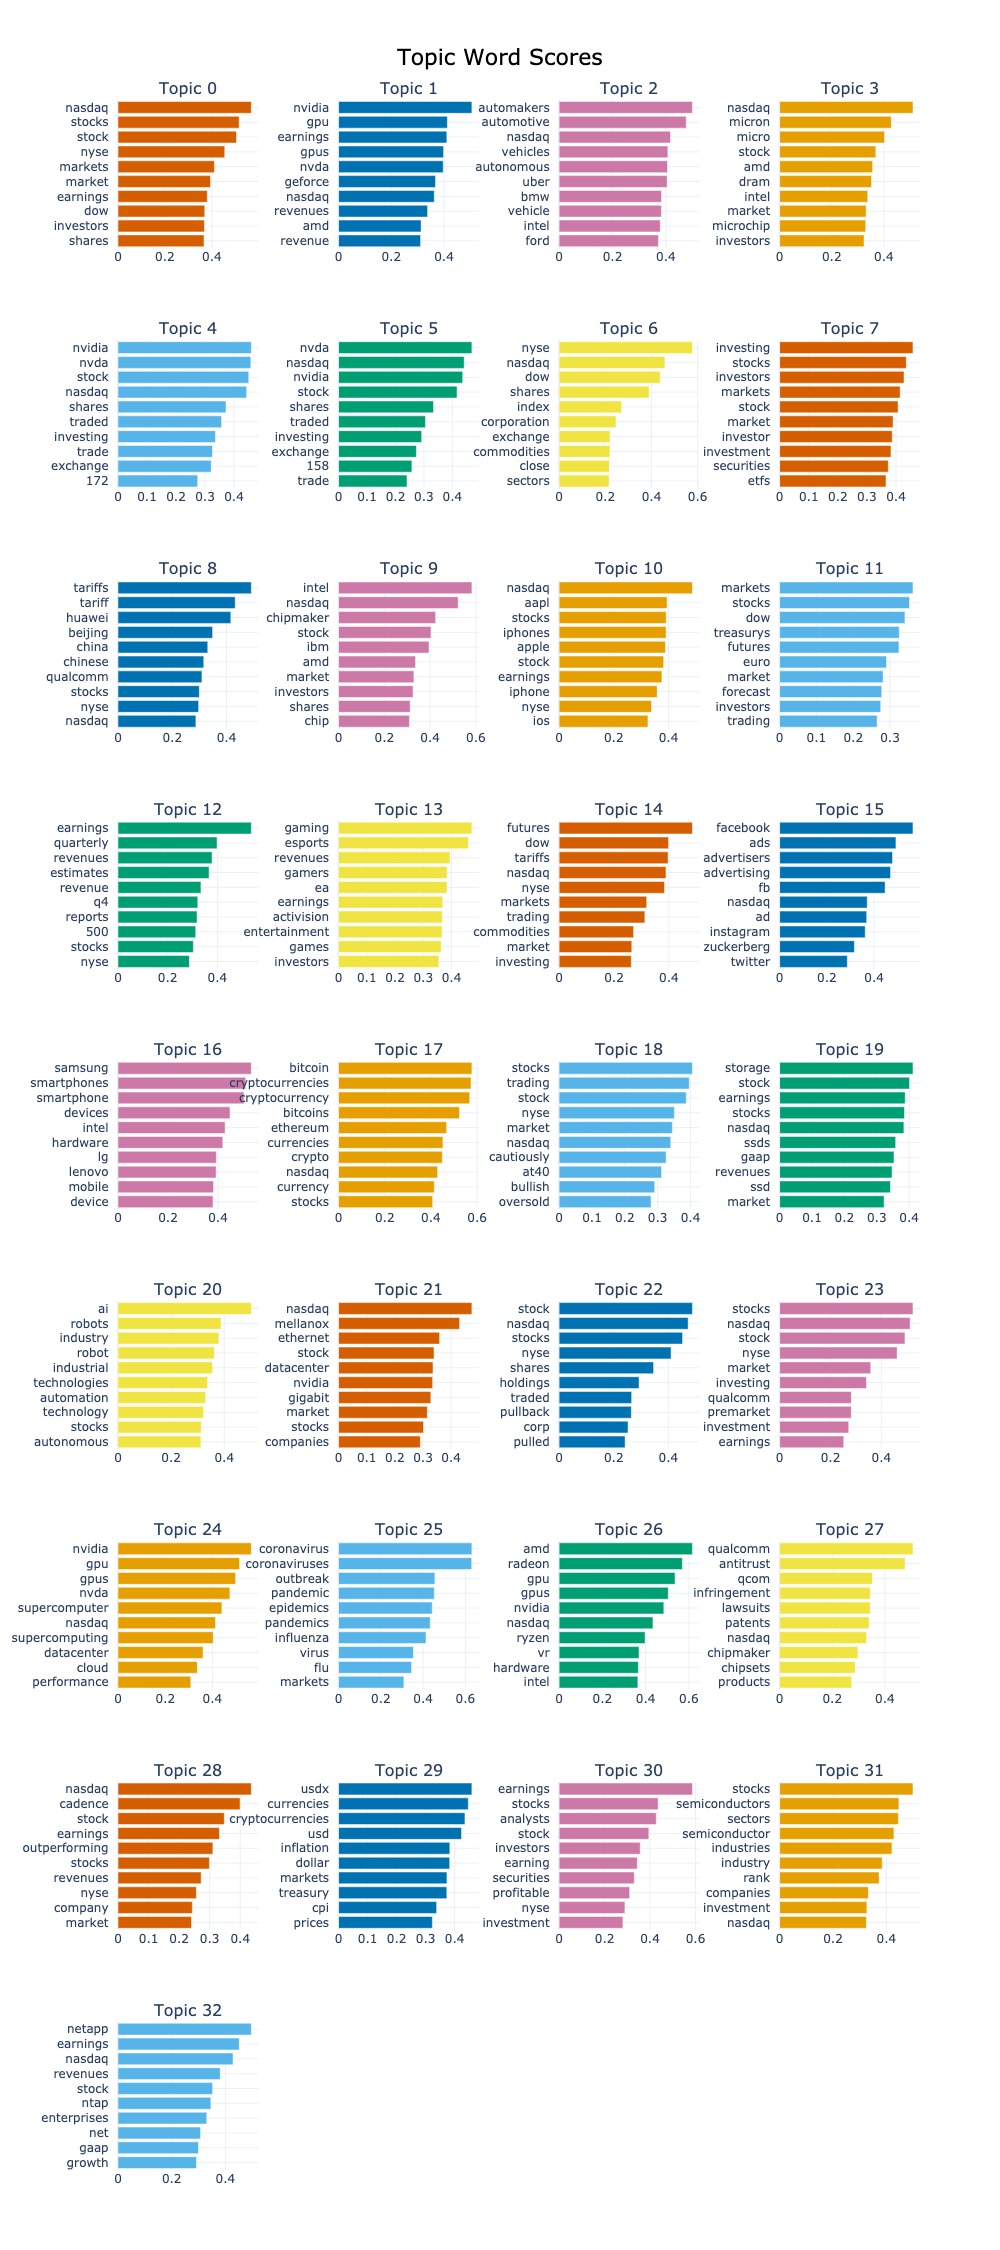 Topic Word Scores
Topic 0
nasdaq
stocks
stock
nyse
markets
market
earnings
dow
investors
shares
0 0.2 0.4
Topic 1
nvidia
gpu
earnings
gpus
nvda
geforce
nasdaq
revenues
amd
revenue
0 0.2 0.4
Topic 2
automakers
automotive
nasdaq
vehicles
autonomous
uber
bmw
vehicle
intel
ford
0 0.2 0.4
Topic 3
nasdaq
micron
micro
stock
amd
dram
intel
market
microchip
investors
0 0.2 0.4
Topic 4
nvidia
nvda
stock
nasdaq
shares
traded
investing
trade
exchange
172
0 0.1 0.2 0.3 0.4
Topic 5
nvda
nasdaq
nvidia
stock
shares
traded
investing
exchange
158
trade
0 0.1 0.2 0.3 0.4
Topic 6
nyse
nasdaq
dow
shares
index
corporation
exchange
commodities
close
sectors
0 0.2 0.4 0.6
Topic 7
investing
stocks
investors
markets
stock
market
investor
investment
securities
etfs
0 0.1 0.2 0.3 0.4
Topic 8
tariffs
tariff
huawei
beijing
china
chinese
qualcomm
stocks
nyse
nasdaq
0 0.2 0.4
Topic 9
intel
nasdaq
chipmaker
stock
ibm
amd
market
investors
shares
chip
0 0.2 0.4 0.6
Topic 10
nasdaq
aapl
stocks
iphones
apple
stock
earnings
iphone
nyse
ios
0 0.2 0.4
Topic 11
markets
stocks
dow
treasurys
futures
euro
market
forecast
investors
trading
0 0.1 0.2 0.3
Topic 12
earnings
quarterly
revenues
estimates
revenue
q4
reports
500
stocks
nyse
0 0.2 0.4
Topic 13
gaming
esports
revenues
gamers
ea
earnings
activision
entertainment
games
investors
0 0.1 0.2 0.3 0.4
Topic 14
futures
dow
tariffs
nasdaq
nyse
markets
trading
commodities
market
investing
0 0.2 0.4
Topic 15
facebook
ads
advertisers
advertising
fb
nasdaq
ad
instagram
zuckerberg
twitter
0 0.2 0.4
Topic 16
samsung
smartphones
smartphone
devices
intel
hardware
lg
lenovo
mobile
device
0 0.2 0.4
Topic 17
bitcoin
cryptocurrencies
cryptocurrency
bitcoins
ethereum
currencies
crypto
nasdaq
currency
stocks
0 0.2 0.4 0.6
Topic 18
stocks
trading
stock
nyse
market
nasdaq
cautiously
at40
bullish
oversold
0 0.1 0.2 0.3 0.4
Topic 19
storage
stock
earnings
stocks
nasdaq
ssds
gaap
revenues
ssd
market
0 0.1 0.2 0.3 0.4
Topic 20
ai
robots
industry
robot
industrial
technologies
automation
technology
stocks
autonomous
0 0.2 0.4
Topic 21
nasdaq
mellanox
ethernet
stock
datacenter
nvidia
gigabit
market
stocks
companies
0 0.1 0.2 0.3 0.4
Topic 22
stock
nasdaq
stocks
nyse
shares
holdings
traded
pullback
corp
pulled
0 0.2 0.4
Topic 23
stocks
nasdaq
stock
nyse
market
investing
qualcomm
premarket
investment
earnings
0 0.2 0.4
Topic 24
nvidia
gpu
gpus
nvda
supercomputer
nasdaq
supercomputing
datacenter
cloud
performance
0 0.2 0.4
Topic 25
coronavirus
coronaviruses
outbreak
pandemic
epidemics
pandemics
influenza
virus
flu
markets
0 0.2 0.4 0.6
Topic 26
amd
radeon
gpu
gpus
nvidia
nasdaq
ryzen
vr
hardware
intel
0 0.2 0.4 0.6
Topic 27
qualcomm
antitrust
qcom
infringement
lawsuits
patents
nasdaq
chipmaker
chipsets
products
0 0.2 0.4
Topic 28
nasdaq
cadence
stock
earnings
outperforming
stocks
revenues
nyse
company
market
0 0.1 0.2 0.3 0.4
Topic 29
usdx
currencies
cryptocurrencies
usd
inflation
dollar
markets
treasury
cpi
prices
0 0.1 0.2 0.3 0.4
Topic 30
earnings
stocks
analysts
stock
investors
earning
securities
profitable
nyse
investment
0 0.2 0.4 0.6
Topic 31
stocks
semiconductors
sectors
semiconductor
industries
industry
rank
companies
investment
nasdaq
0 0.2 0.4
Topic 32
netapp
earnings
nasdaq
revenues
stock
ntap
enterprises
net
gaap
growth
0 0.2 0.4